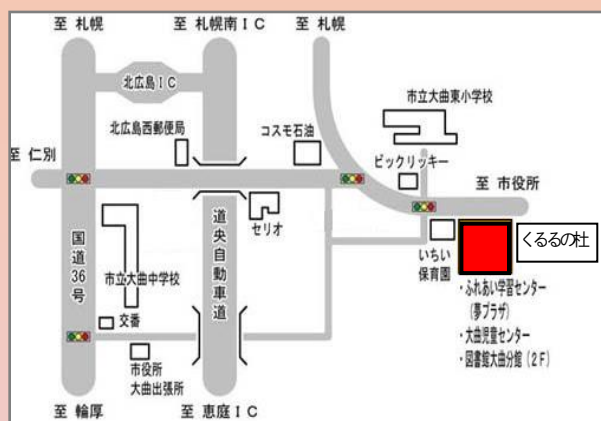 至 札幌
至 札幌南IC
至 札幌
北広島IC
市立大曲東小学校
北広島西郵便局
コスモ石油
至 仁別
ビックリッキー
至 市役所
セリオ
国道36号
道央自動車道
いちい
保育園
くるるの杜
市立大曲中学校
・ふれあい学習センター
(夢プラザ)
・大曲児童センター
・図書館大曲分館(2F)
交番
市役所
大曲出張所
至 輪厚
至 恵庭IC